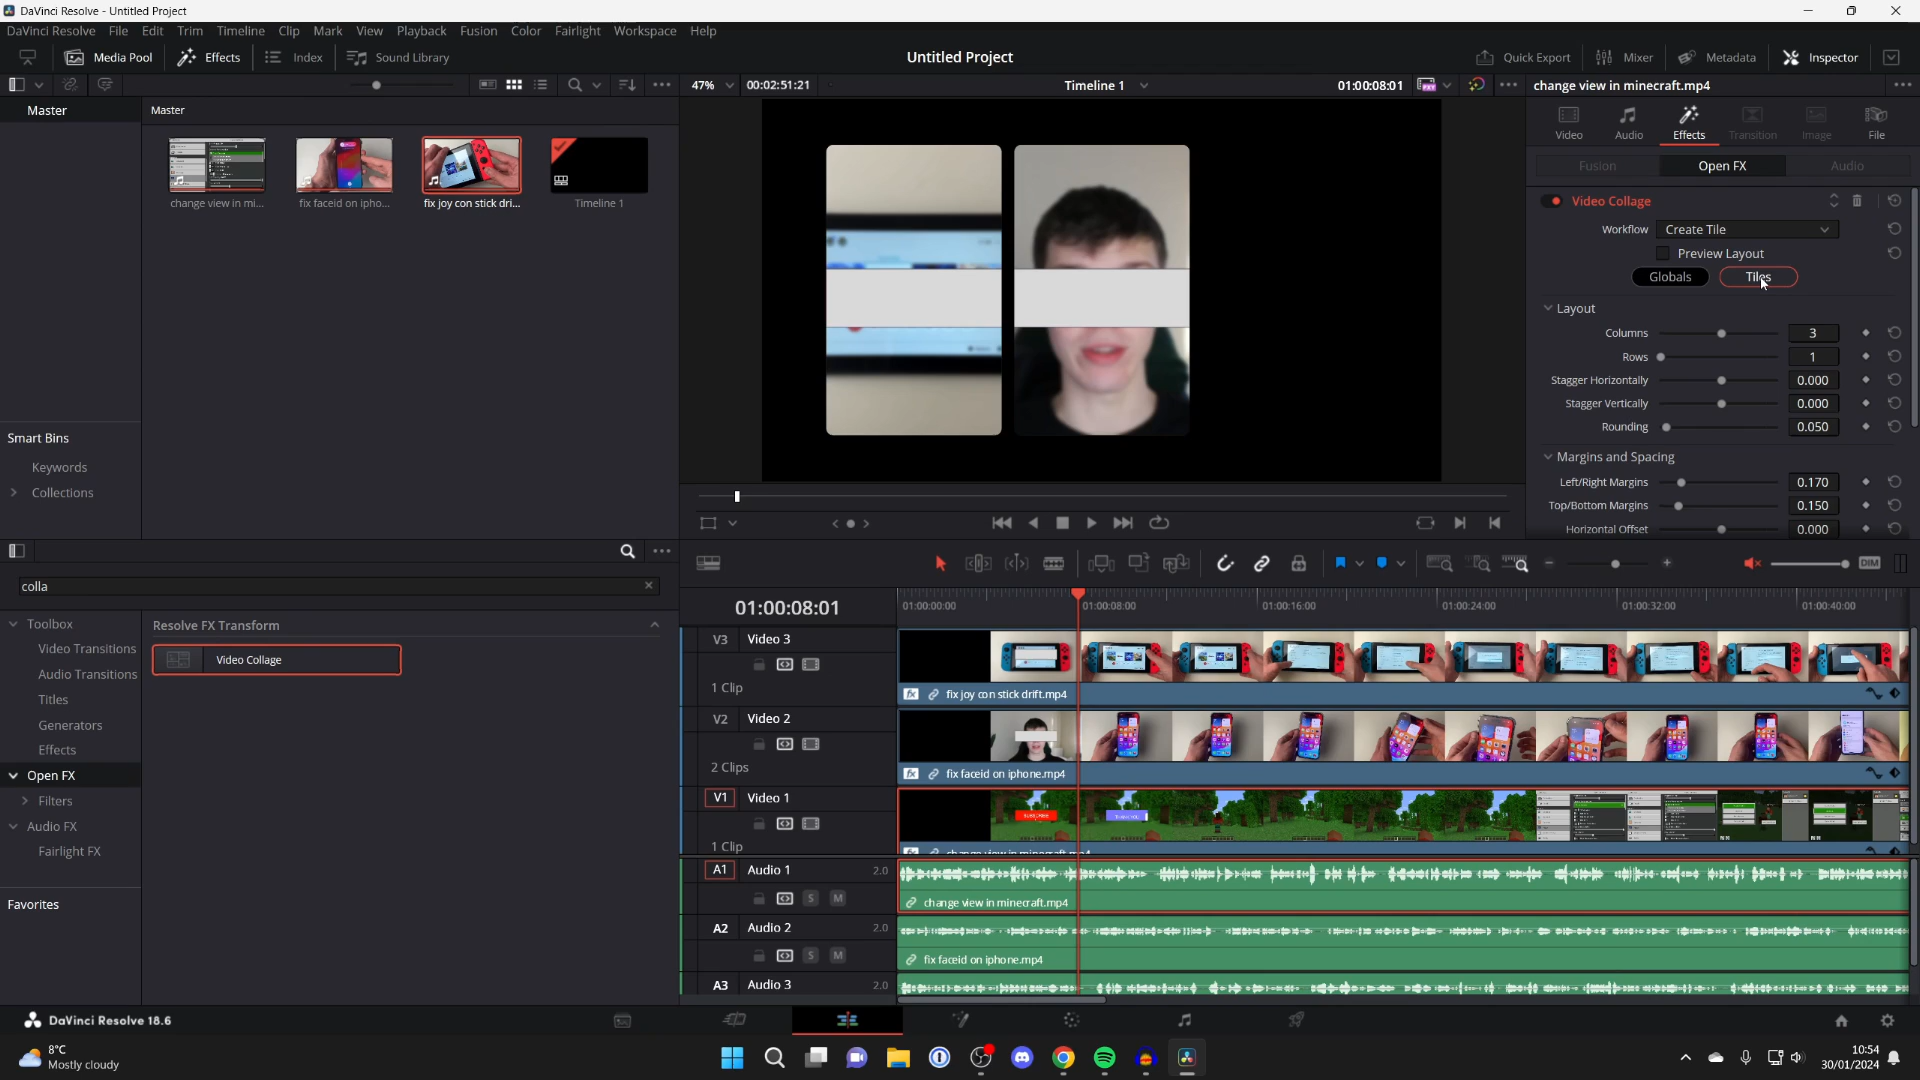 DaVinci Resolve - Untitled Project
DaVinci Resolve File Edit Trim Timeline Clip Mark View Playback Fusion Color Fairlight Workspace Help
Media Pool Effects Index Sound Library Untitled Project Quick Export Mixer Metadata Inspector
47% 00:02:51:21 Timeline 1 01:00:08:01 change view in minecraft.mp4
Master Master
Video Audio Effects Transition Image File
Fusion Open FX Audio
change view in mi... fix faceid on ipho... fix joy con stick dri... Timeline 1
Video Collage
Workflow Create Tile
Preview Layout
Globals Tiles
Layout
Columns 3
Rows 1
Stagger Horizontally 0.000
Stagger Vertically 0.000
Rounding 0.050
Margins and Spacing
Left/Right Margins 0.170
Top/Bottom Margins 0.150
Horizontal Offset 0.000
Smart Bins
Keywords
Collections
colla
Toolbox
Video Transitions
Audio Transitions
Titles
Generators
Effects
Open FX
Filters
Audio FX
Fairlight FX
Favorites
Resolve FX Transform
Video Collage
DIM
01:00:08:01 01:00:00:00 01:00:08:00 01:00:16:00 01:00:24:00 01:00:32:00 01:00:40:00
V3 Video 3
1 Clip
fix joy con stick drift.mp4
V2 Video 2
2 Clips
fix faceid on iphone.mp4
V1 Video 1
SUBSCRIBE
1 Clip
change view in minecraft.mp4
A1 Audio 1 2.0
S M
change view in minecraft.mp4
A2 Audio 2 2.0
S M
fix faceid on iphone.mp4
A3 Audio 3 2.0
DaVinci Resolve 18.6
8°C
Mostly cloudy
10:54
30/01/2024